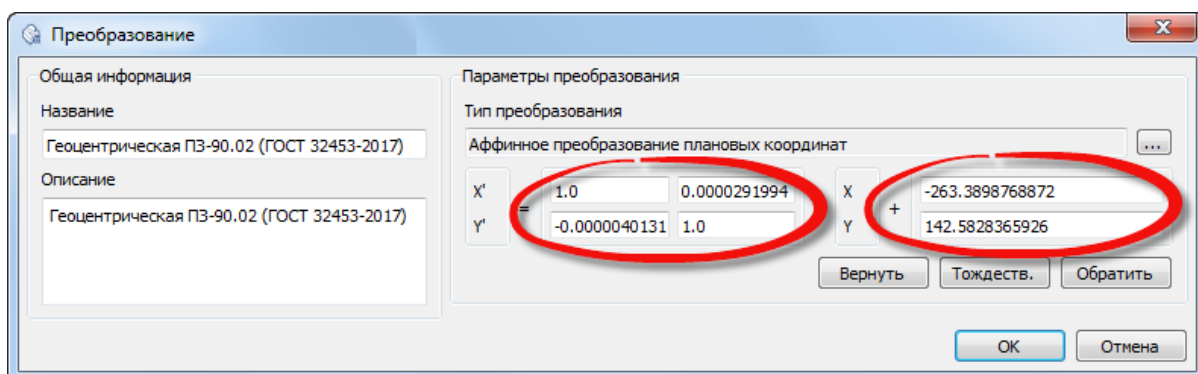 Преобразование
Общая информация
Название
Геоцентрическая ПЗ-90.02 (ГОСТ 32453-2017)
Описание
Геоцентрическая ПЗ-90.02 (ГОСТ 32453-2017)
Параметры преобразования
Тип преобразования
Аффинное преобразование плановых координат ...
X' 1.0 0.0000291994 X -263.3898768872
= +
Y' -0.0000040131 1.0 Y 142.5828365926
Вернуть Тождеств. Обратить
OK Отмена